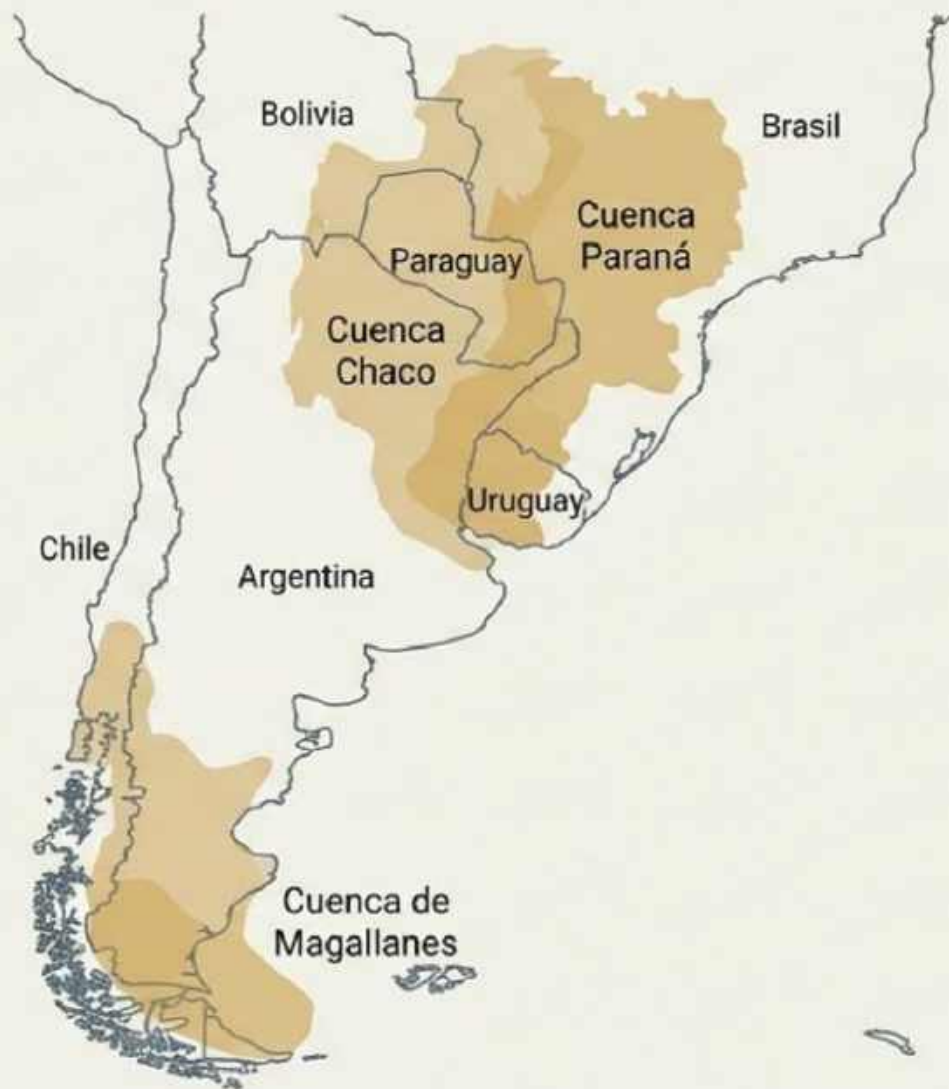 Bolivia
Brasil
Cuenca
Paraná
Paraguay
Cuenca
Chaco
Uruguay
Chile
Argentina
Cuenca de
Magallanes